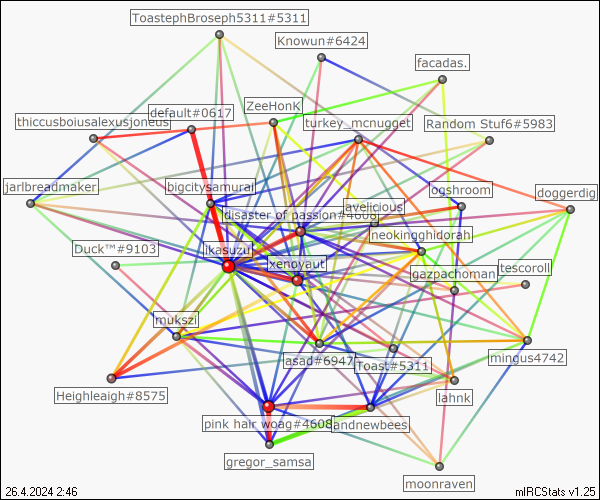 ToastephBroseph5311#5311
Knowun#6424
facadas.
ZeeHonK
default#0617
thiccusboiusalexusjoneus
turkey_mcnugget
Random Stuf6#5983
jarlbreadmaker
bigcitysamurai
ogshroom
doggerdig
avelicious
disaster of passion#4608
neokingghidorah
Duck™#9103
ikasuzu
xenoyaut
gazpachoman
tescoroll
mukszi
asad#6947
Toast#5311
mingus4742
Heighleaigh#8575
lahnk
pink hair woag#4608
andnewbees
gregor_samsa
moonraven
26.4.2024 2:46
mIRCStats v1.25